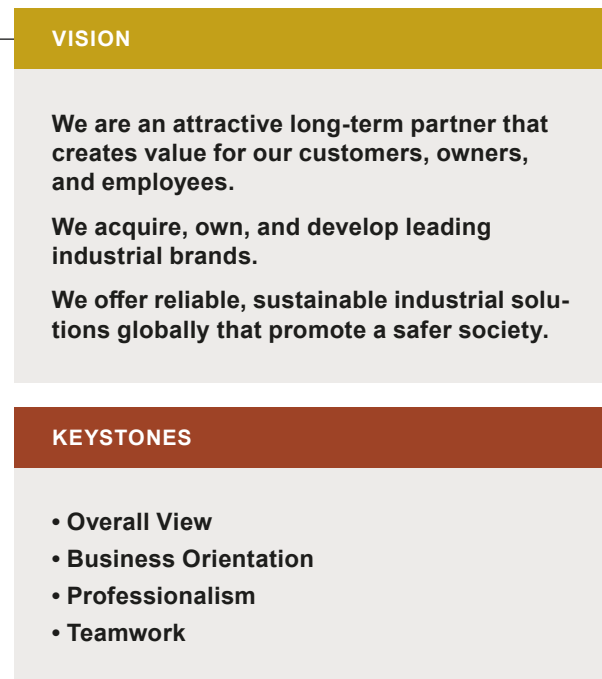 VISION
We are an attractive long-term partner that
creates value for our customers, owners,
and employees.
We acquire, own, and develop leading
industrial brands.
We offer reliable, sustainable industrial solu-
tions globally that promote a safer society.
KEYSTONES
• Overall View
• Business Orientation
• Professionalism
• Teamwork